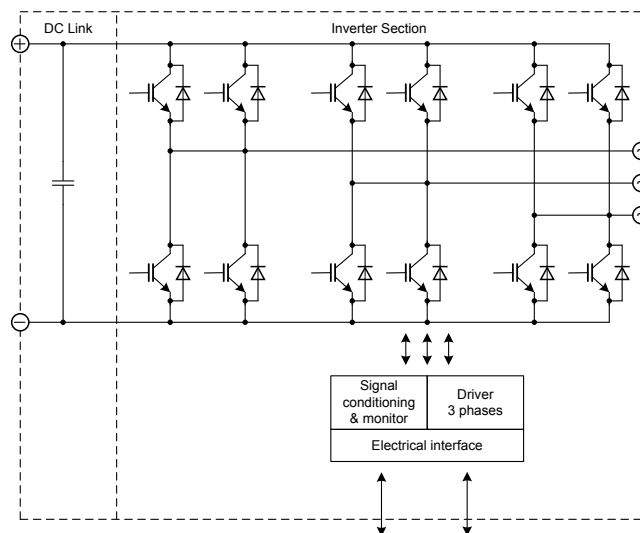 DC Link
Inverter Section
Signal
conditioning
& monitor
Driver
3 phases
Electrical interface